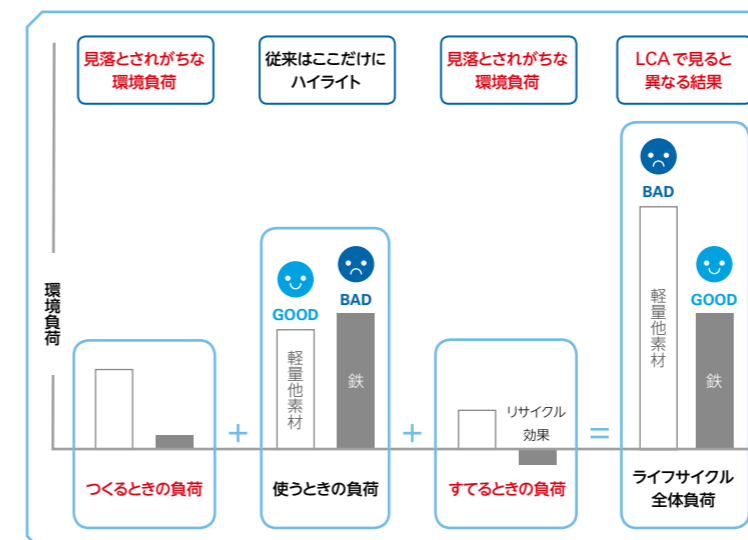 見落とされがちな
環境負荷
従来はここだけに
ハイライト
見落とされがちな
環境負荷
LCAで見ると
異なる結果
環境負荷
GOOD
BAD
軽量他素材
鉄
リサイクル
効果
BAD
GOOD
軽量他素材
鉄
+
+
=
つくるときの負荷
使うときの負荷
すてるときの負荷
ライフサイクル
全体負荷